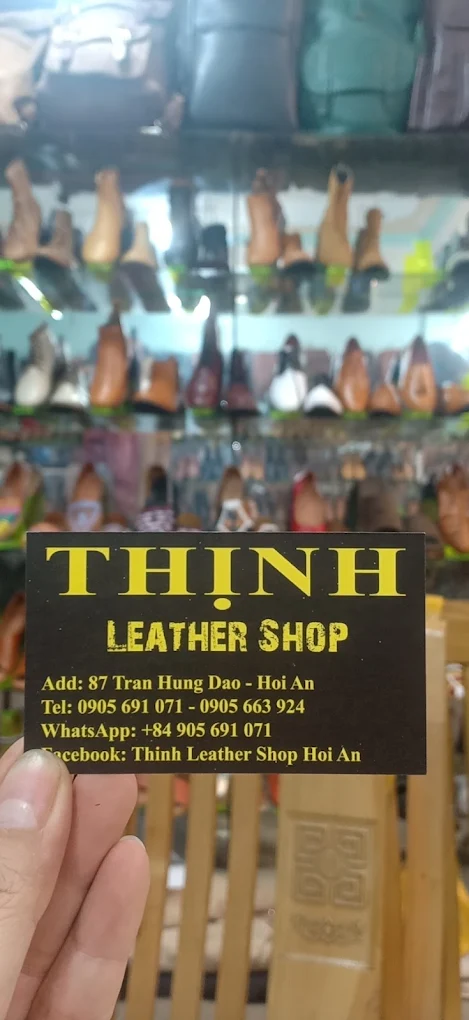 THỊNH
LEATHER SHOP
Add: 87 Tran Hung Dao - Hoi An
Tel: 0905 691 071 - 0905 663 924
WhatsApp: +84 905 691 071
Facebook: Thinh Leather Shop Hoi An